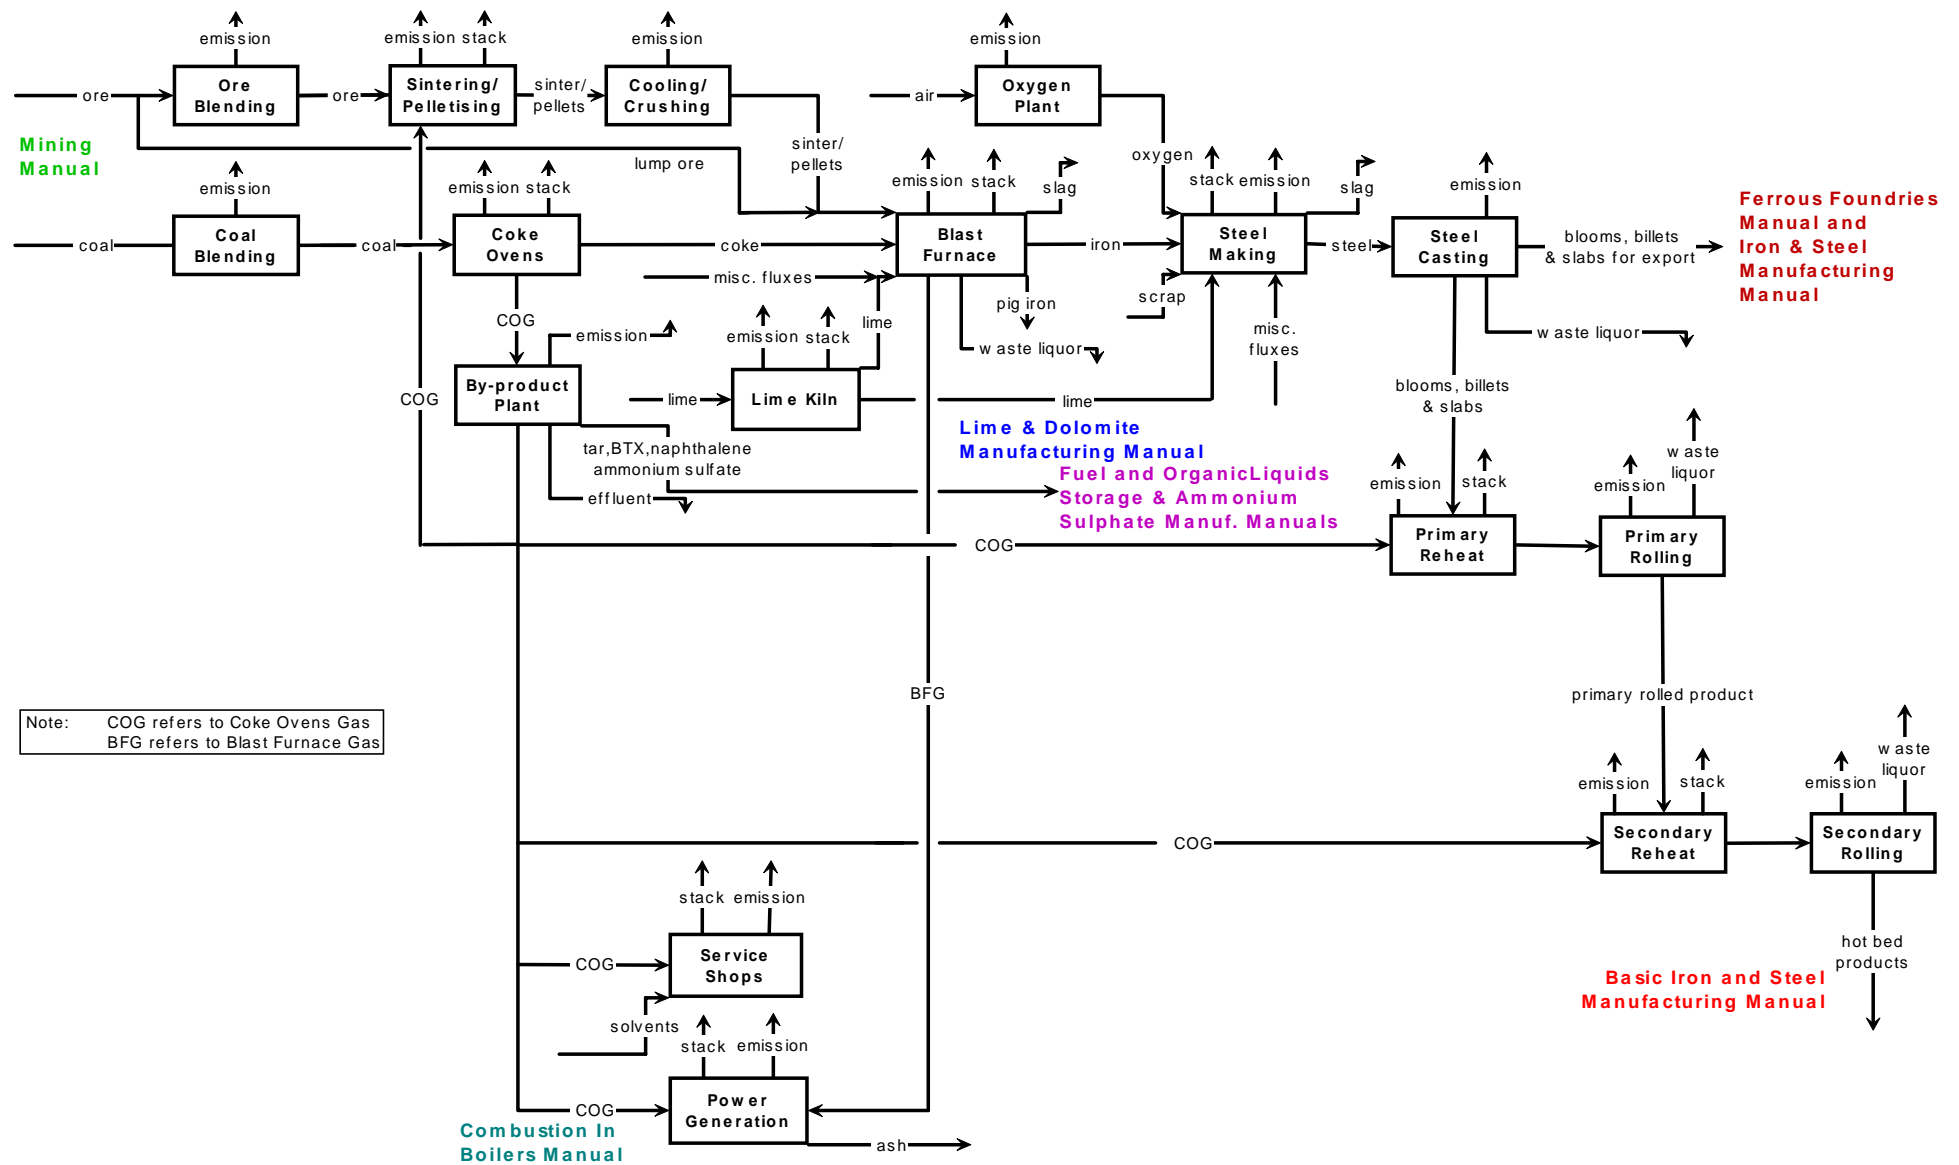 emission
emission stack
emission
emission
ore
Ore
Blending
ore
Sintering/
Pelletising
sinter/
pellets
Cooling/
Crushing
air
Oxygen
Plant
Mining
Manual
lump ore
sinter/
pellets
oxygen
emission
emission stack
emission
stack
slag
stack emission
slag
emission
coal
Coal
Blending
coal
Coke
Ovens
coke
Blast
Furnace
iron
Steel
Making
steel
Steel
Casting
blooms, billets
& slabs for export
Ferrous Foundries
Manual and
Iron & Steel
Manufacturing
Manual
misc. fluxes
COG
emission
emission stack
lime
pig iron
scrap
misc.
fluxes
waste liquor
waste liquor
COG
By-product
Plant
lime
Lime Kiln
lime
blooms, billets
& slabs
Lime & Dolomite
Manufacturing Manual
tar,BTX,naphthalene
ammonium sulfate
effluent
Fuel and OrganicLiquids
Storage & Ammonium
Sulphate Manuf. Manuals
emission
stack
emission
waste
liquor
COG
Primary
Reheat
Primary
Rolling
BFG
primary rolled product
Note: COG refers to Coke Ovens Gas
BFG refers to Blast Furnace Gas
emission
stack
emission
waste
liquor
COG
Secondary
Reheat
Secondary
Rolling
stack emission
COG
Service
Shops
hot bed
products
Basic Iron and Steel
Manufacturing Manual
solvents
stack emission
COG
Power
Generation
ash
Combustion In
Boilers Manual